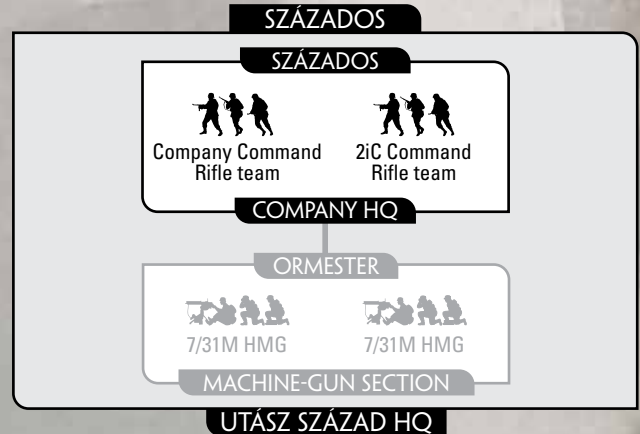 SZÁZADOS
SZÁZADOS
Company Command
Rifle team
2iC Command
Rifle team
COMPANY HQ
ORMESTER
7/31M HMG
7/31M HMG
MACHINE-GUN SECTION
UTÁSZ SZÁZAD HQ